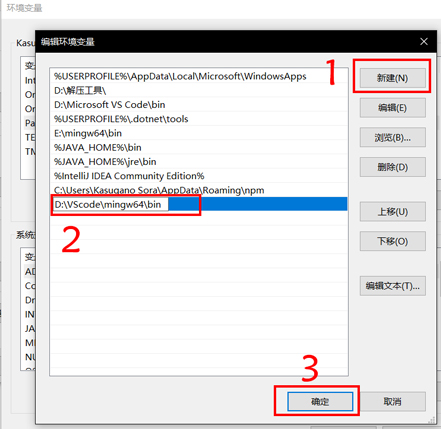 环境变量
编辑环境变量
Kasu
变
Int
On
On
Pa
TE
TM
%USERPROFILE%\AppData\Local\Microsoft\WindowsApps
D:\解压工具\
D:\Microsoft VS Code\bin
%USERPROFILE%\.dotnet\tools
E:\mingw64\bin
%JAVA_HOME%\bin
%JAVA_HOME%\jre\bin
%IntelliJ IDEA Community Edition%
C:\Users\Kasugano Sora\AppData\Roaming\npm
D:\VScode\mingw64\bin
1
新建(N)
编辑(E)
浏览(B)...
删除(D)
上移(U)
下移(O)
编辑文本(T)...
2
系统
变
AD
Co
Dr
IN
JA
NU
3
确定
取消